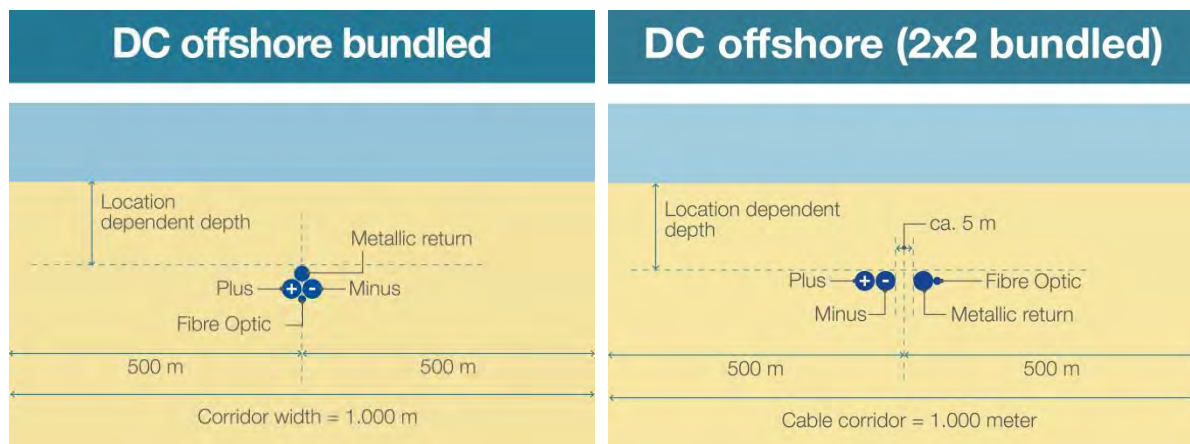 DC offshore bundled
Location
dependent depth
Metallic return
Plus
+
-
Minus
Fibre Optic
500 m
500 m
Corridor width = 1.000 m
DC offshore (2x2 bundled)
Location dependent
depth
ca. 5 m
Plus
+
-
Fibre Optic
Minus
Metallic return
500 m
500 m
Cable corridor = 1.000 meter